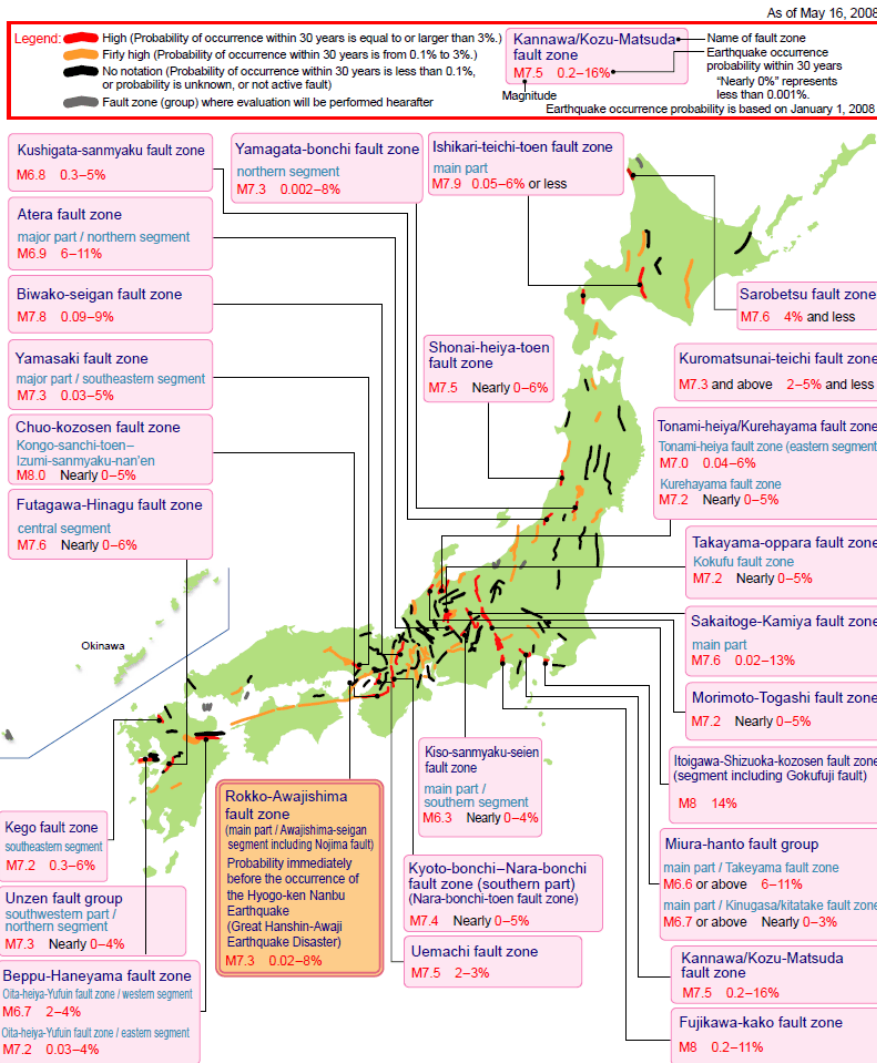 As of May 16, 2008
Legend:
High (Probability of occurrence within 30 years is equal to or larger than 3%.)
Firly high (Probability of occurrence within 30 years is from 0.1% to 3%.)
No notation (Probability of occurrence within 30 years is less than 0.1%,
or probability is unknown, or not active fault)
Fault zone (group) where evaluation will be performed hearafter
Kannawa/Kozu-Matsuda
fault zone
M7.5 0.2–16%
Magnitude
Name of fault zone
Earthquake occurrence
probability within 30 years
“Nearly 0%” represents
less than 0.001%.
Earthquake occurrence probability is based on January 1, 2008
Kushigata-sanmyaku fault zone
M6.8 0.3–5%
Yamagata-bonchi fault zone
northern segment
M7.3 0.002–8%
Ishikari-teichi-toen fault zone
main part
M7.9 0.05–6% or less
Atera fault zone
major part / northern segment
M6.9 6–11%
Biwako-seigan fault zone
M7.8 0.09–9%
Sarobetsu fault zone
M7.6 4% and less
Yamasaki fault zone
major part / southeastern segment
M7.3 0.03–5%
Shonai-heiya-toen
fault zone
M7.5 Nearly 0–6%
Kuromatsunai-teichi fault zone
M7.3 and above 2–5% and less
Chuo-kozosen fault zone
Kongo-sanchi-toen–
Izumi-sanmyaku-nan’en
M8.0 Nearly 0–5%
Tonami-heiya/Kurehayama fault zone
Tonami-heiya fault zone (eastern segment
M7.0 0.04–6%
Kurehayama fault zone
M7.2 Nearly 0–5%
Futagawa-Hinagu fault zone
central segment
M7.6 Nearly 0–6%
Takayama-oppara fault zone
Kokufu fault zone
M7.2 Nearly 0–5%
Okinawa
Sakaitoge-Kamiya fault zone
main part
M7.6 0.02–13%
Morimoto-Togashi fault zone
M7.2 Nearly 0–5%
Itoigawa-Shizuoka-kozosen fault zone
(segment including Gokufuji fault)
M8 14%
Kiso-sanmyaku-seien
fault zone
main part /
southern segment
M6.3 Nearly 0–4%
Rokko-Awajishima
fault zone
(main part / Awajishima-seigan
segment including Nojima fault)
Probability immediately
before the occurrence of
the Hyogo-ken Nanbu
Earthquake
(Great Hanshin-Awaji
Earthquake Disaster)
M7.3 0.02–8%
Kego fault zone
southeastern segment
M7.2 0.3–6%
Miura-hanto fault group
main part / Takeyama fault zone
M6.6 or above 6–11%
main part / Kinugasa/kitatake fault zone
M6.7 or above Nearly 0–3%
Kyoto-bonchi–Nara-bonchi
fault zone (southern part)
(Nara-bonchi-toen fault zone)
M7.4 Nearly 0–5%
Unzen fault group
southwestern part /
northern segment
M7.3 Nearly 0–4%
Uemachi fault zone
M7.5 2–3%
Kannawa/Kozu-Matsuda
fault zone
M7.5 0.2–16%
Beppu-Haneyama fault zone
Oita-heiya-Yufuin fault zone / western segment
M6.7 2–4%
Oita-heiya-Yufuin fault zone / eastern segment
M7.2 0.03–4%
Fujikawa-kako fault zone
M8 0.2–11%